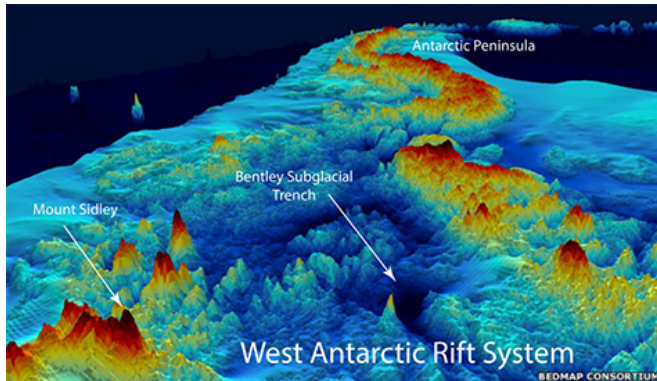 Antarctic Peninsula
Bentley Subglacial
Trench
Mount Sidley
West Antarctic Rift System
BEDMAP CONSORTIUM